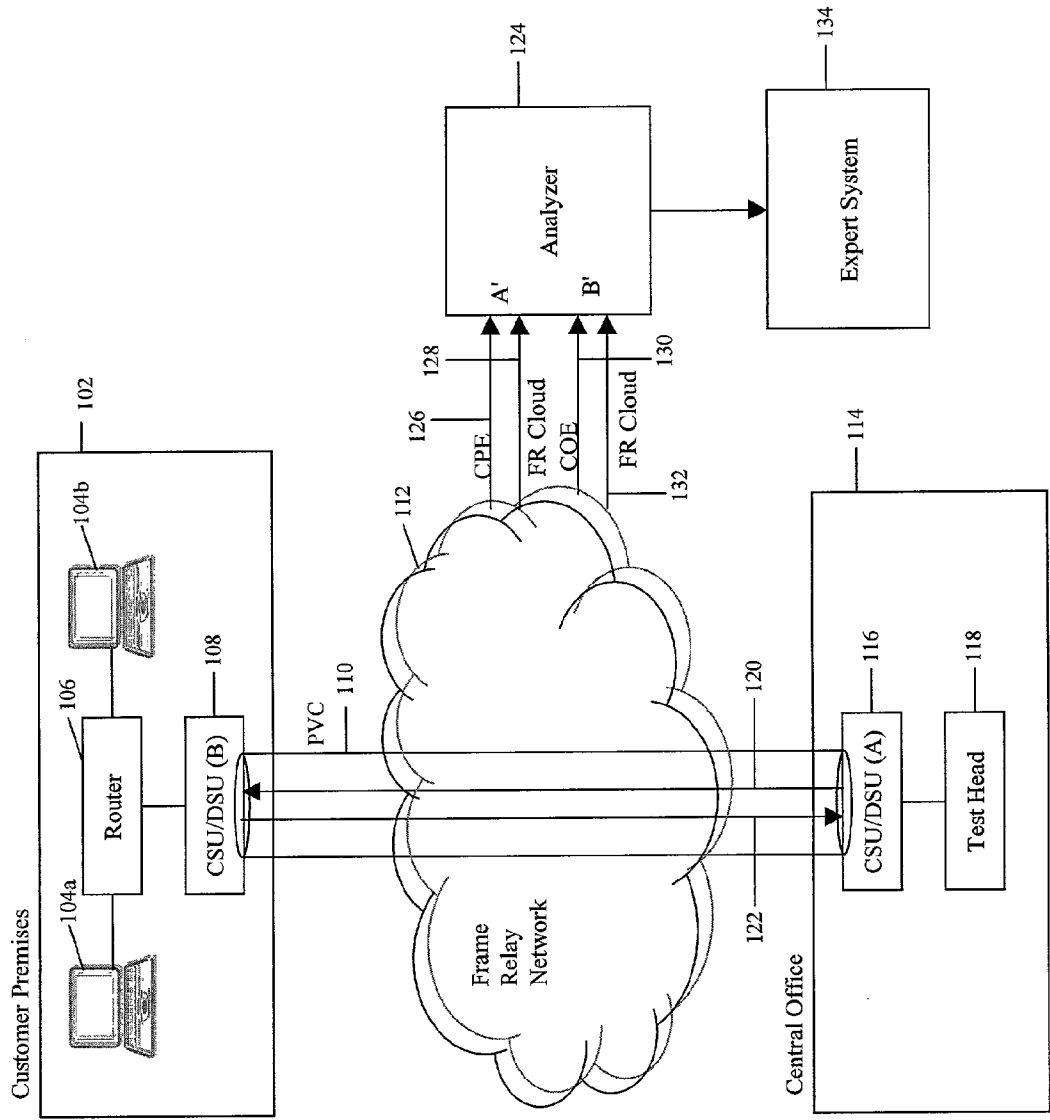 Customer Premises
102
104a
106
104b
Router
108
CSU/DSU (B)
PVC
110
112
Frame
Relay
Network
126
128
CPE
A'
FR Cloud
COE
B'
FR Cloud
132
130
Analyzer
124
Expert System
134
Central Office
114
122
120
CSU/DSU (A)
116
Test Head
118